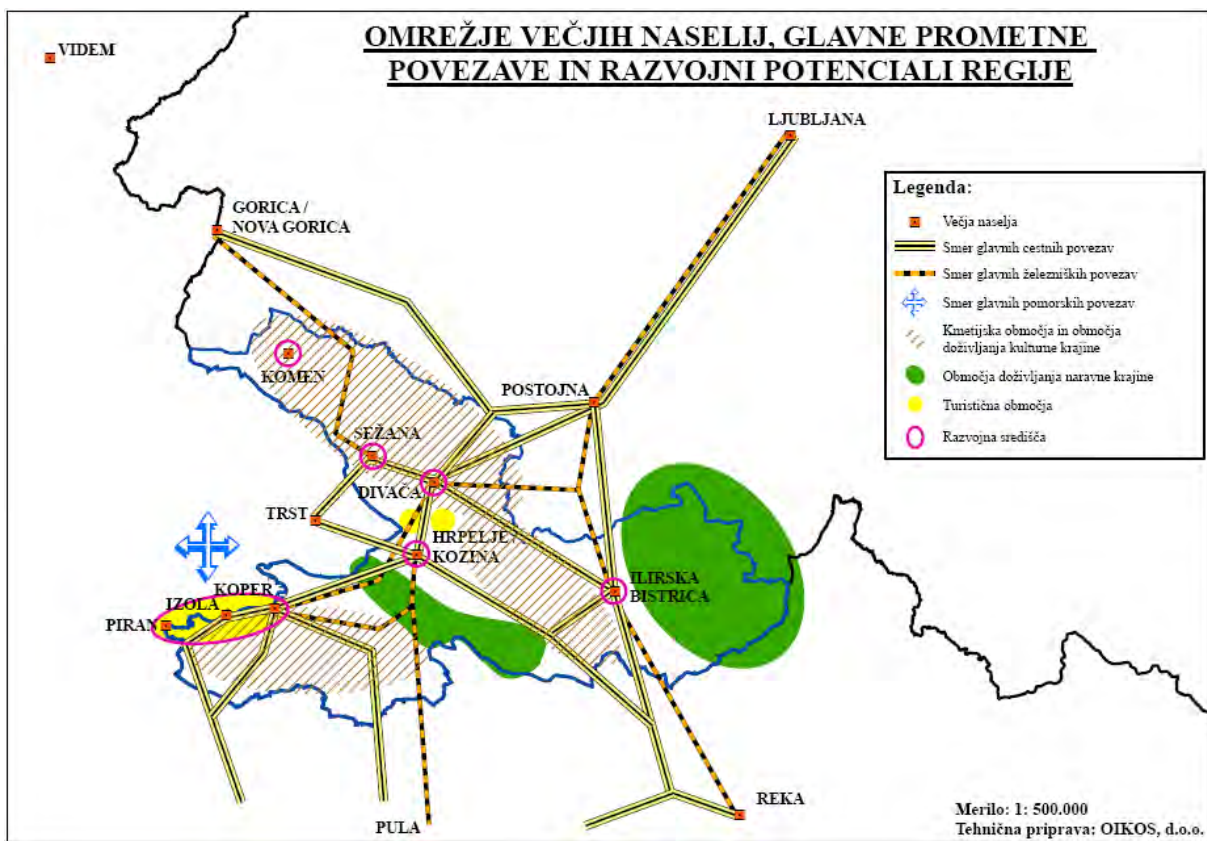 OMREŽJE VEČJIH NASELIJ, GLAVNE PROMETNE
POVEZAVE IN RAZVOJNI POTENCIALI REGIJE
VIDEM
LJUBLJANA
GORICA /
NOVA GORICA
KOMEN
POSTOJNA
SEŽANA
DIVAČA
TRST
HRPELJE
KOZINA
KOPER
IZOLA
PIRAN
ILIRSKA
BISTRICA
REKA
PULA
Legenda:
Večja naselja
Smer glavnih cestnih povezav
Smer glavnih železniških povezav
Smer glavnih pomorskih povezav
Kmetijska območja in območja
doživljanja kulturne krajine
Območja doživljanja naravne krajine
Turistična območja
Razvojna središča
Merilo: 1: 500.000
Tehnična priprava: OIKOS, d.o.o.